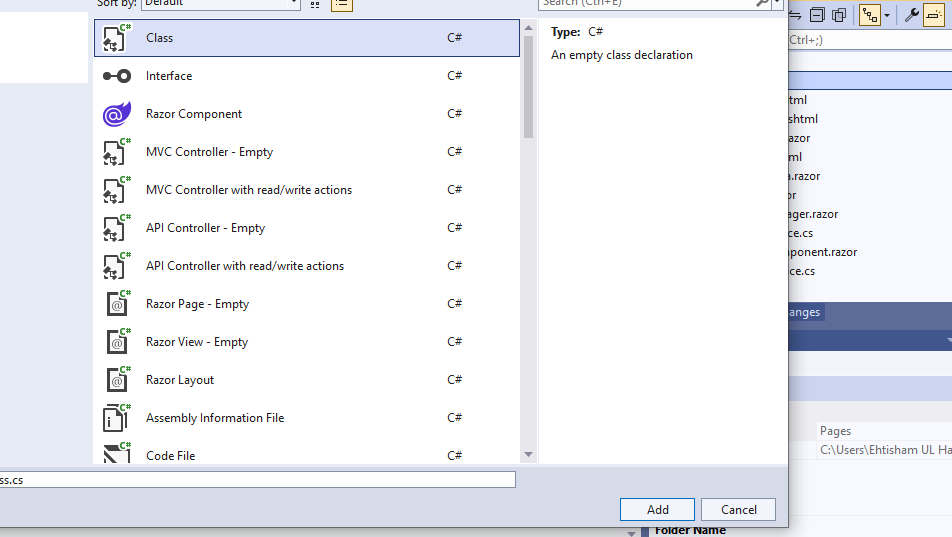 Sort by: Default
Search (Ctrl+E)
Class C#
Interface C#
Razor Component C#
MVC Controller - Empty C#
MVC Controller with read/write actions C#
API Controller - Empty C#
API Controller with read/write actions C#
Razor Page - Empty C#
Razor View - Empty C#
Razor Layout C#
Assembly Information File C#
Code File C#
Type: C#
An empty class declaration
ss.cs
Add
Cancel
Ctrl+;)
tml
shtml
azor
ml
a.razor
or
ager.razor
ce.cs
nponent.razor
ce.cs
anges
Pages
C:\Users\Ehtisham UL Ha
Folder Name